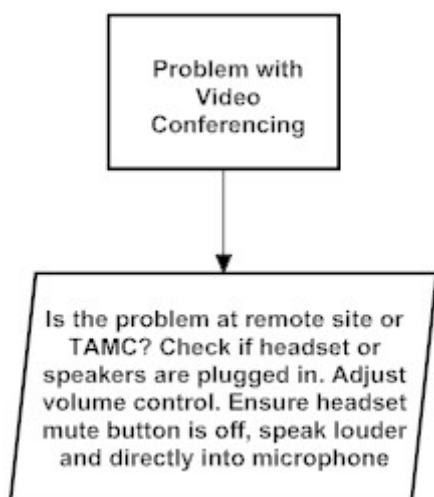 Problem with
Video
Conferencing
Is the problem at remote site or
TAMC? Check if headset or
speakers are plugged in. Adjust
volume control. Ensure headset
mute button is off, speak louder
and directly into microphone